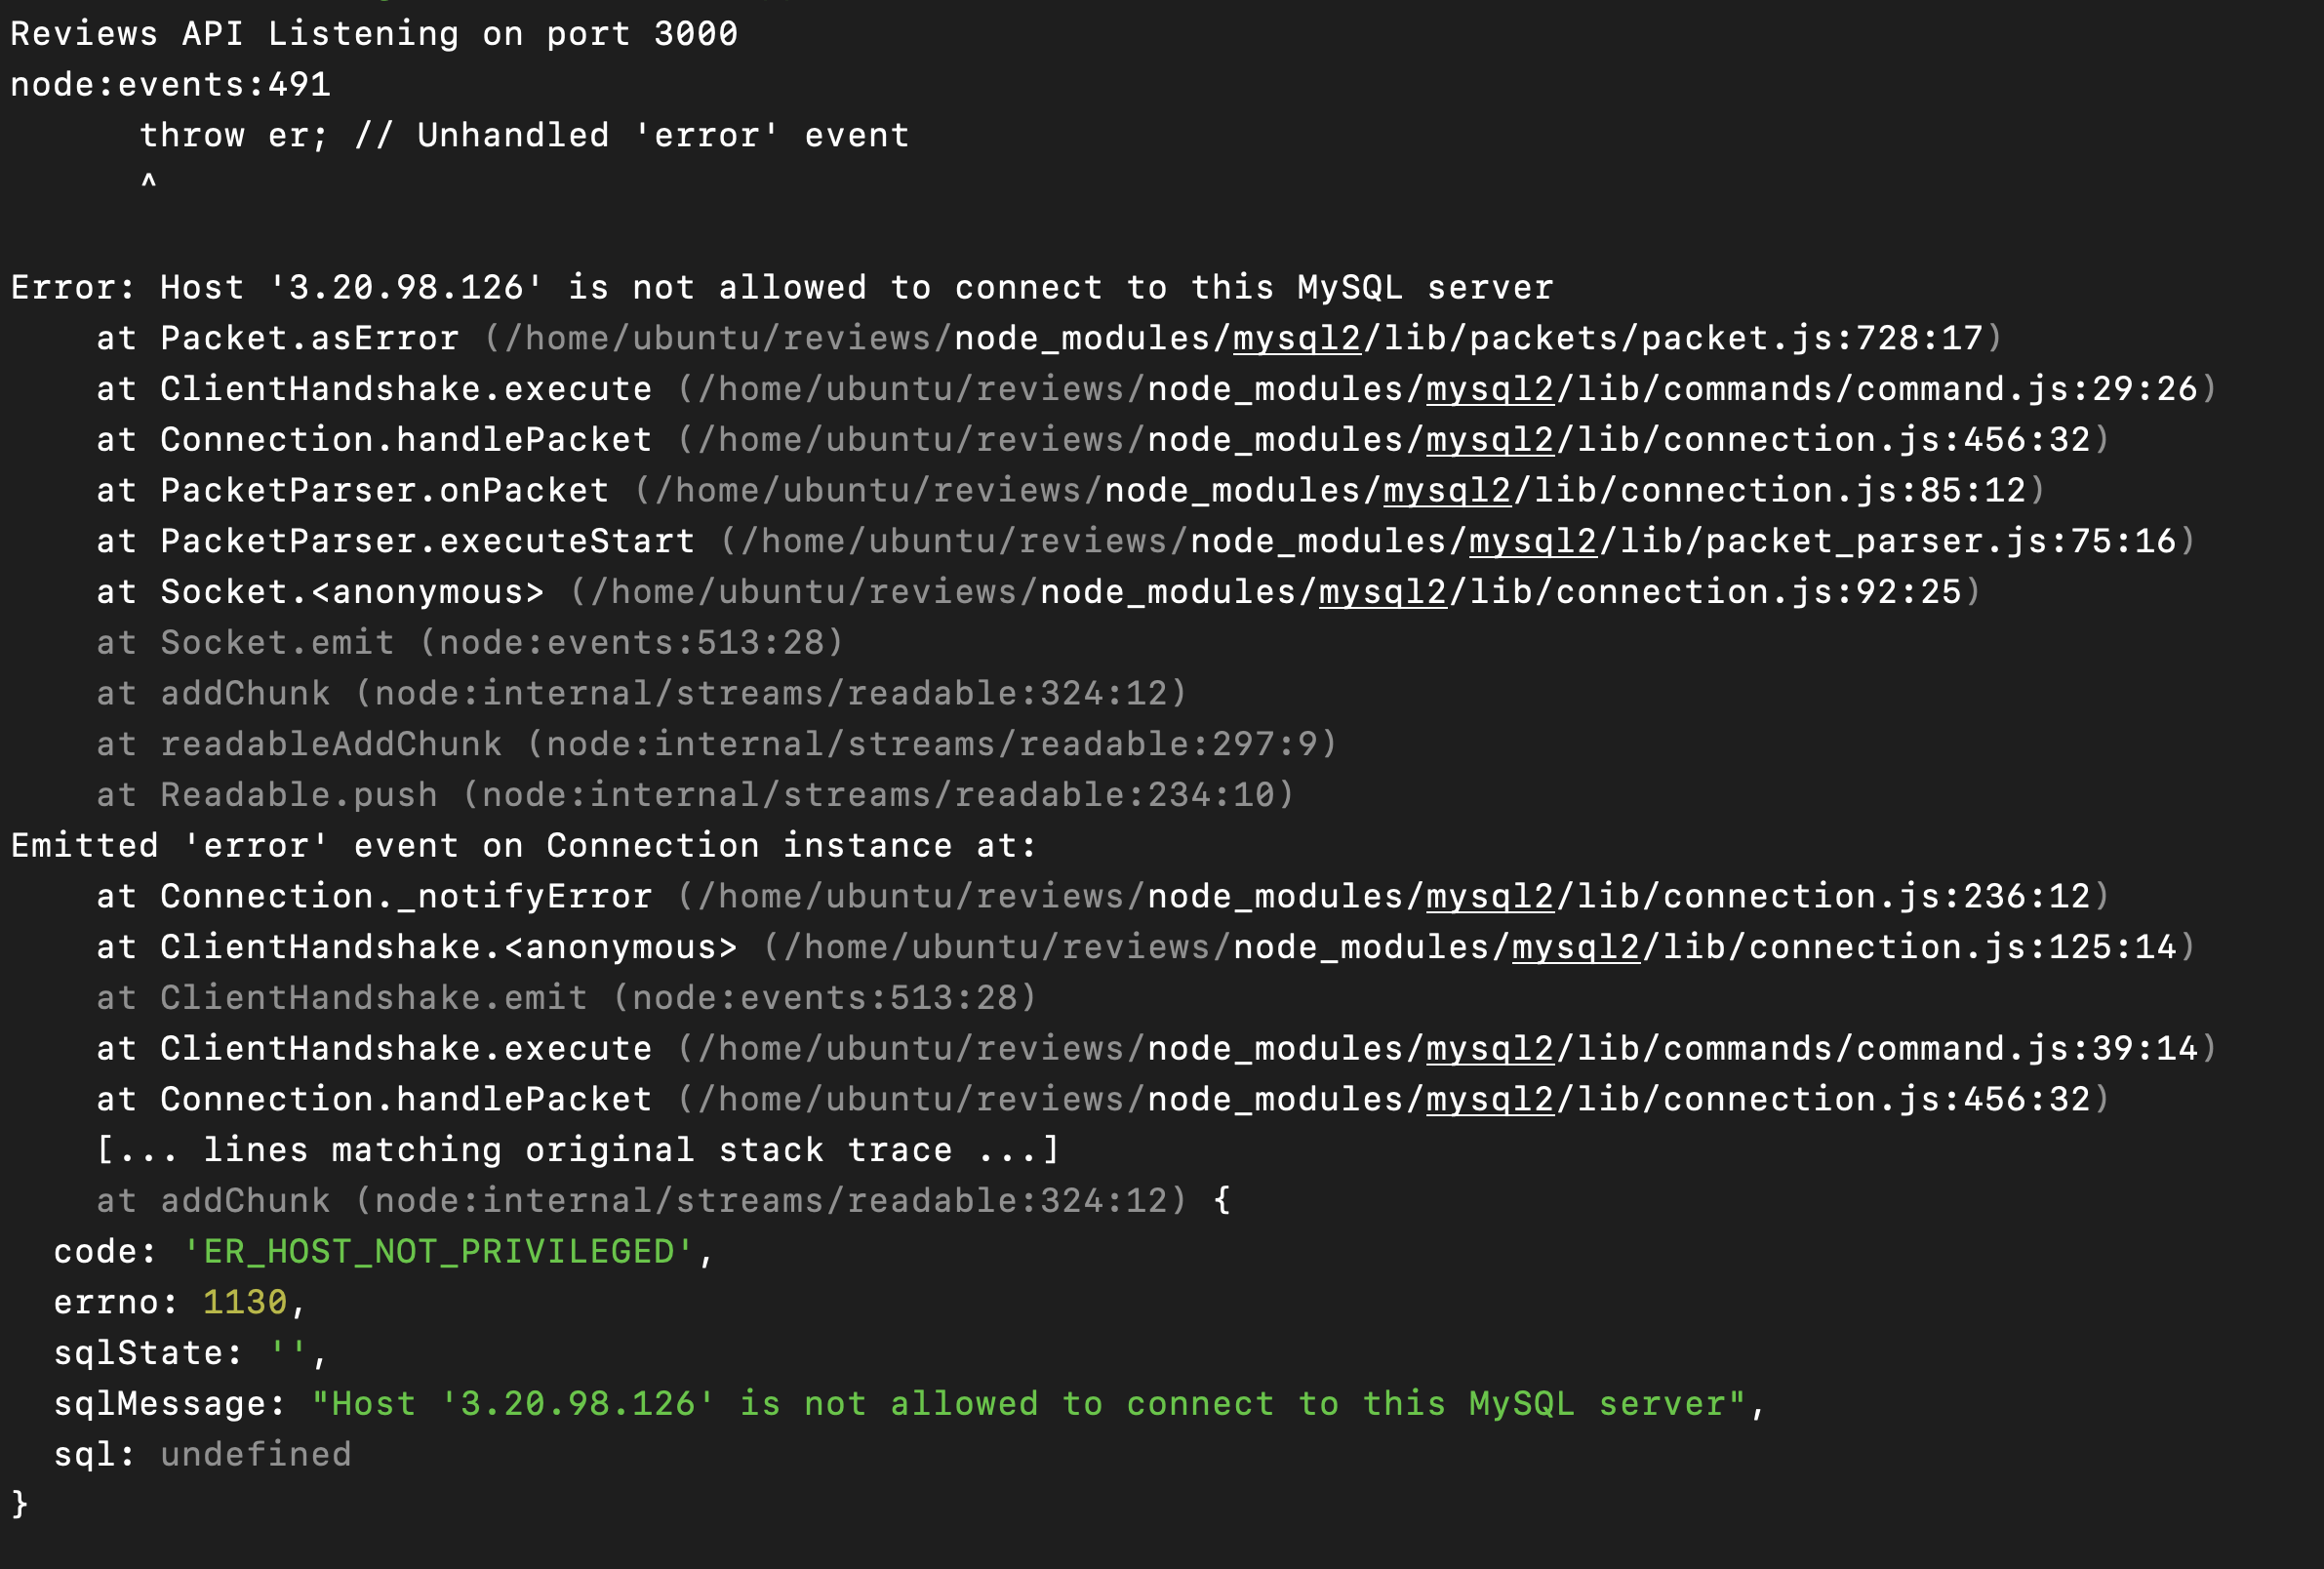 Reviews API Listening on port 3000
node:events:491
      throw er; // Unhandled 'error' event
      ^

Error: Host '3.20.98.126' is not allowed to connect to this MySQL server
    at Packet.asError (/home/ubuntu/reviews/node_modules/mysql2/lib/packets/packet.js:728:17)
    at ClientHandshake.execute (/home/ubuntu/reviews/node_modules/mysql2/lib/commands/command.js:29:26)
    at Connection.handlePacket (/home/ubuntu/reviews/node_modules/mysql2/lib/connection.js:456:32)
    at PacketParser.onPacket (/home/ubuntu/reviews/node_modules/mysql2/lib/connection.js:85:12)
    at PacketParser.executeStart (/home/ubuntu/reviews/node_modules/mysql2/lib/packet_parser.js:75:16)
    at Socket.<anonymous> (/home/ubuntu/reviews/node_modules/mysql2/lib/connection.js:92:25)
    at Socket.emit (node:events:513:28)
    at addChunk (node:internal/streams/readable:324:12)
    at readableAddChunk (node:internal/streams/readable:297:9)
    at Readable.push (node:internal/streams/readable:234:10)
Emitted 'error' event on Connection instance at:
    at Connection._notifyError (/home/ubuntu/reviews/node_modules/mysql2/lib/connection.js:236:12)
    at ClientHandshake.<anonymous> (/home/ubuntu/reviews/node_modules/mysql2/lib/connection.js:125:14)
    at ClientHandshake.emit (node:events:513:28)
    at ClientHandshake.execute (/home/ubuntu/reviews/node_modules/mysql2/lib/commands/command.js:39:14)
    at Connection.handlePacket (/home/ubuntu/reviews/node_modules/mysql2/lib/connection.js:456:32)
    [... lines matching original stack trace ...]
    at addChunk (node:internal/streams/readable:324:12) {
  code: 'ER_HOST_NOT_PRIVILEGED',
  errno: 1130,
  sqlState: '',
  sqlMessage: "Host '3.20.98.126' is not allowed to connect to this MySQL server",
  sql: undefined
}